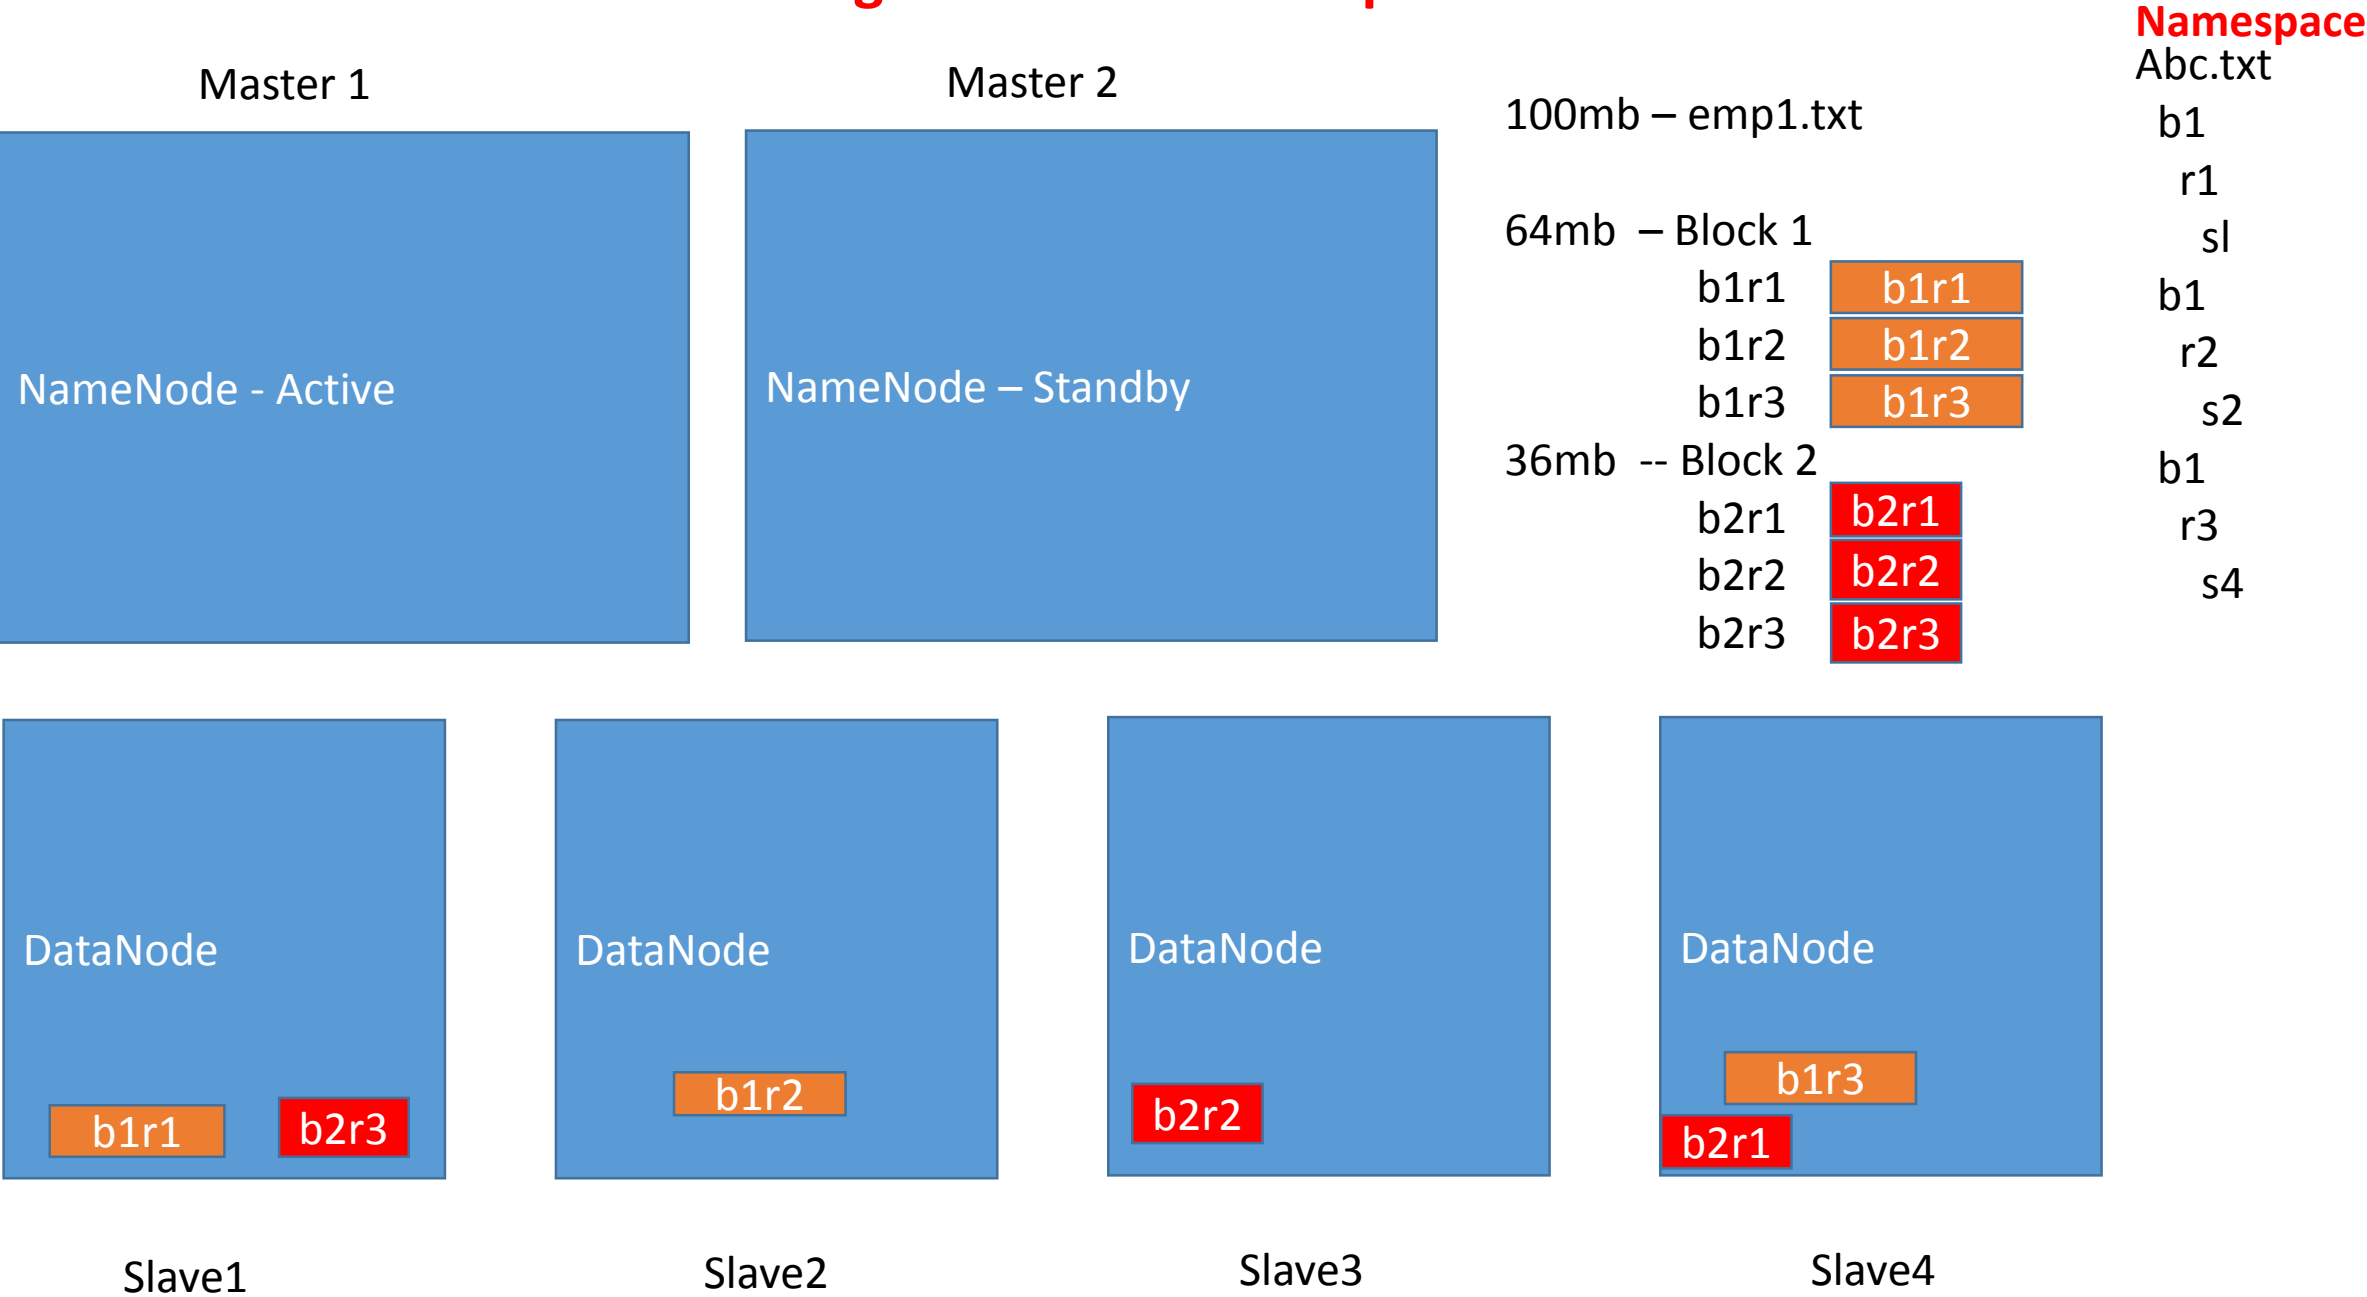 Namespace
Abc.txt
b1
r1
sl
b1
r2
s2
b1
r3
s4
Master 1
Master 2
NameNode - Active
NameNode – Standby
100mb – emp1.txt
64mb – Block 1
b1r1 b1r1
b1r2 b1r2
b1r3 b1r3
36mb -- Block 2
b2r1 b2r1
b2r2 b2r2
b2r3 b2r3
DataNode
b1r1
b2r3
DataNode
b1r2
DataNode
b2r2
DataNode
b1r3
b2r1
Slave1
Slave2
Slave3
Slave4